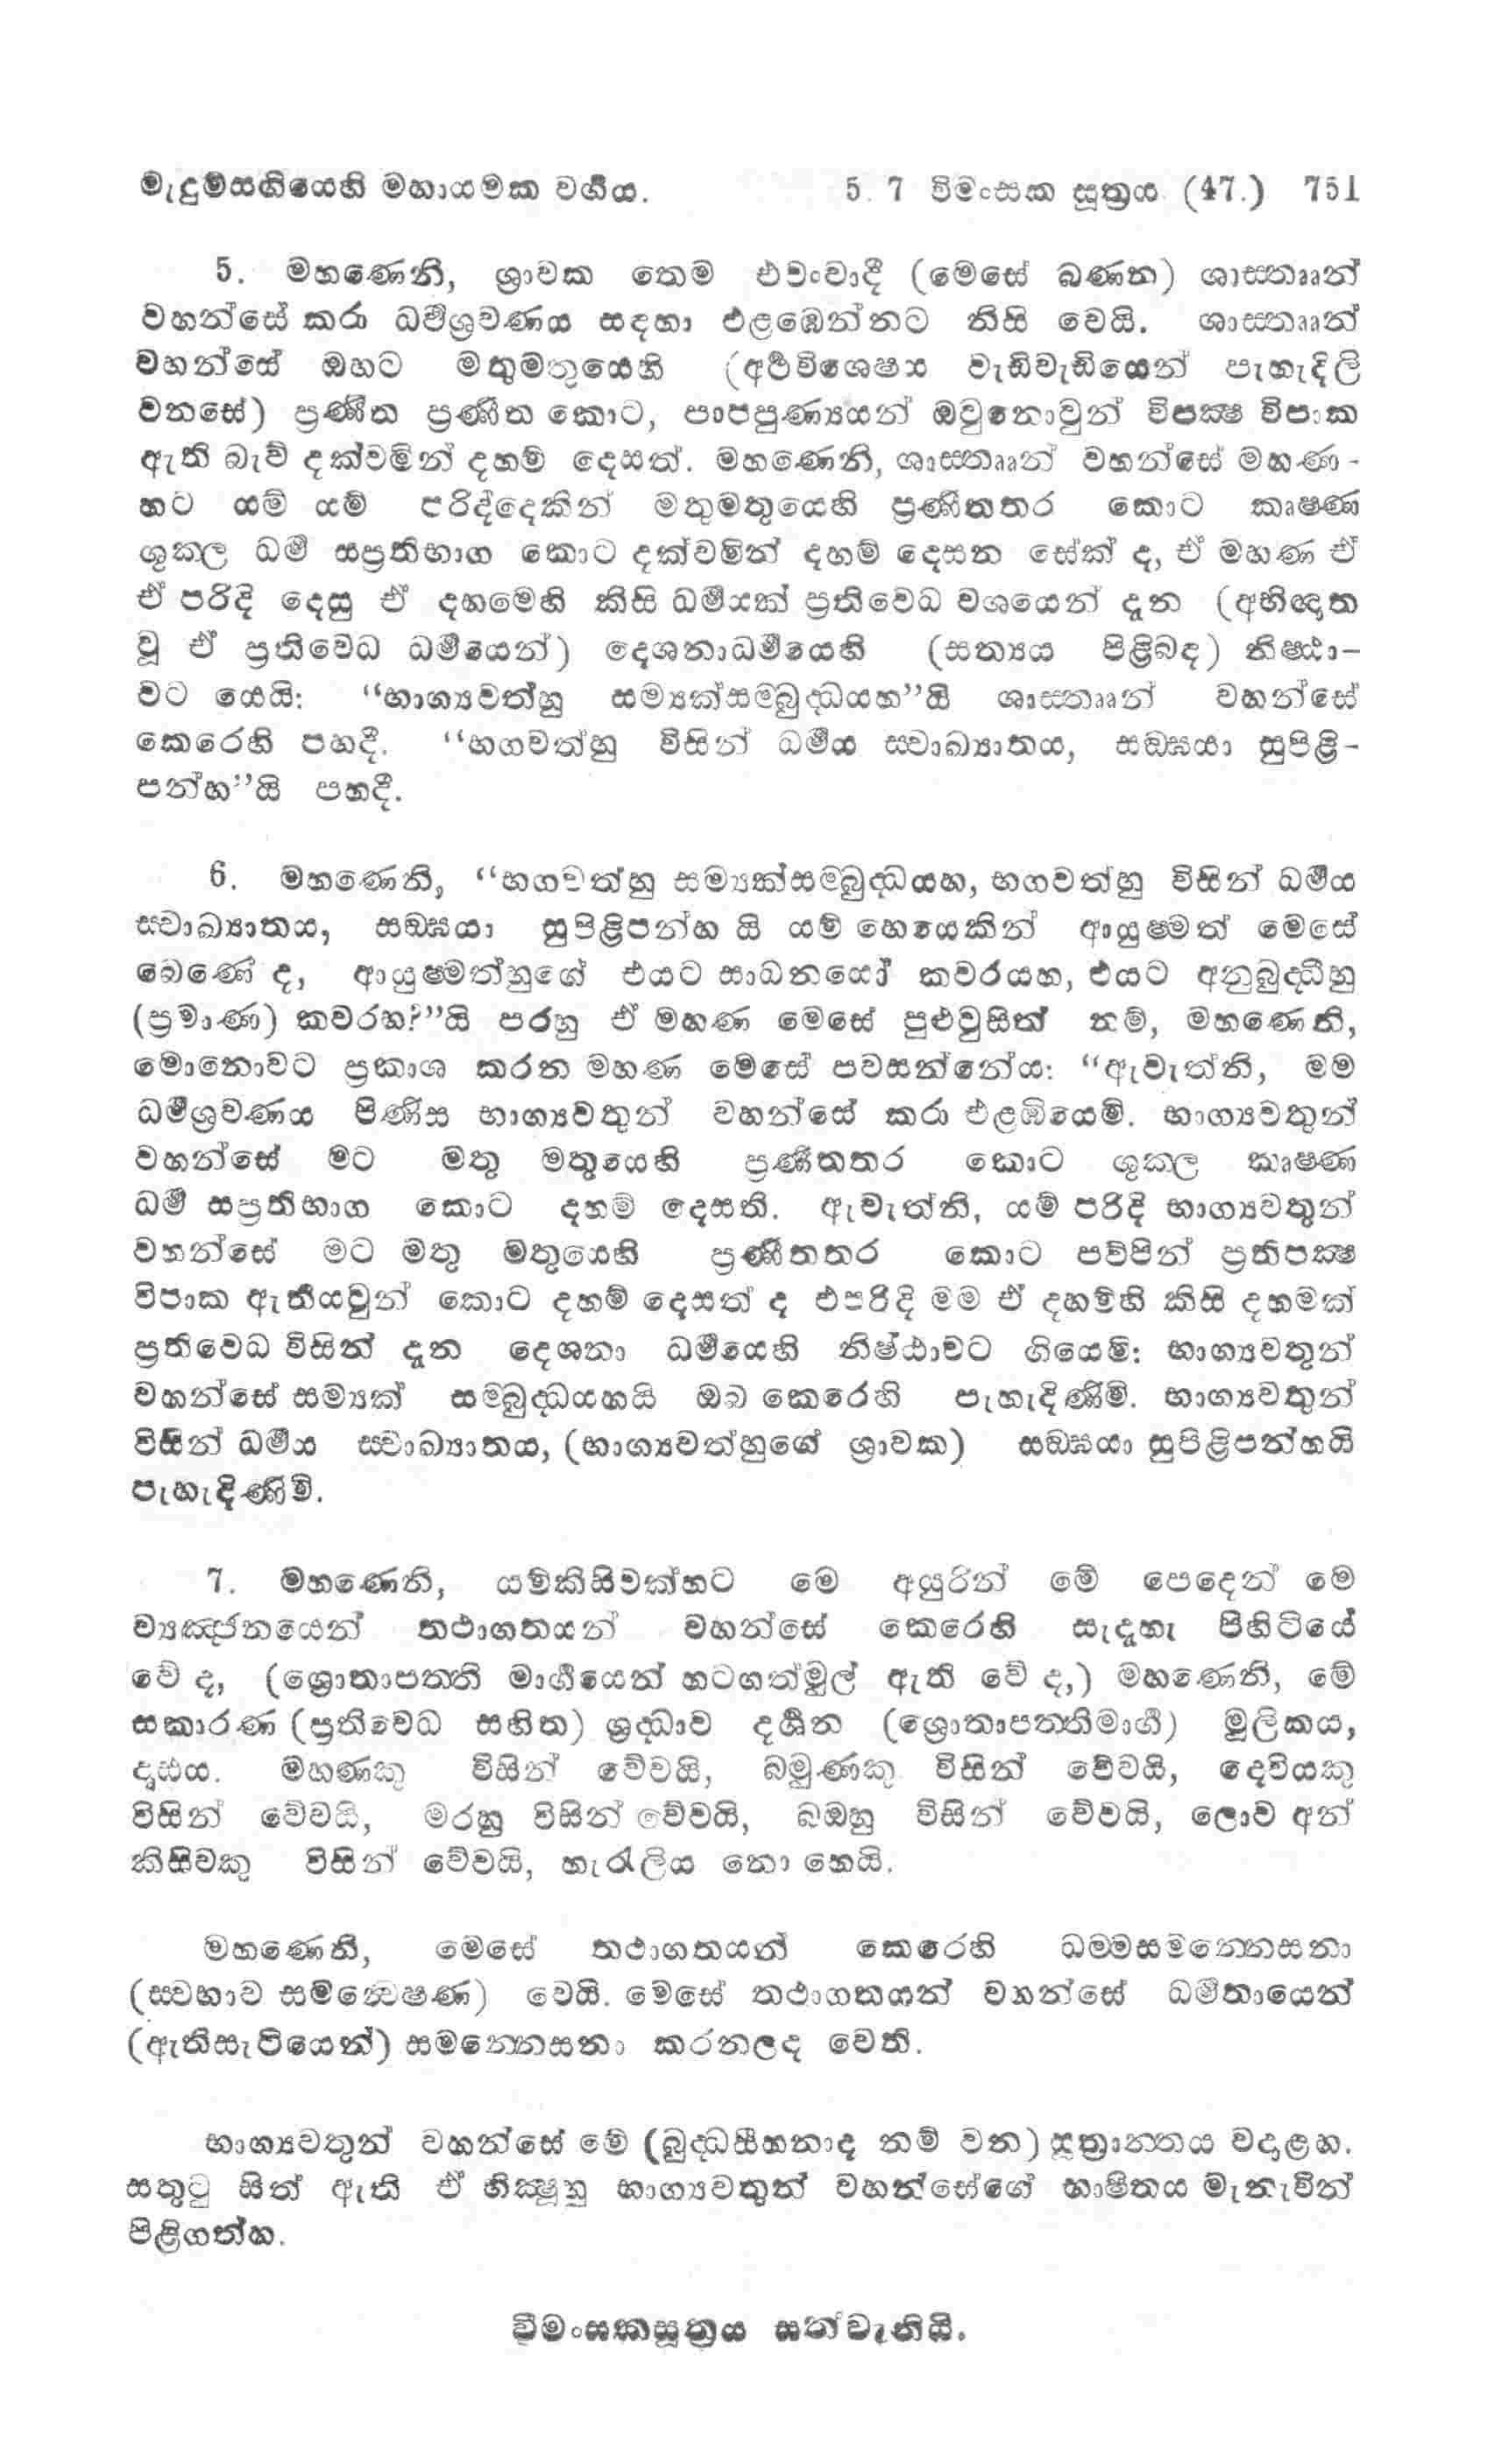 මැදුම්සඟියෙහි මහායමක වර්‍ගය. 5. 7 විමංසක සූත්‍රය (47.) 751
5. මහණෙනි, ශ්‍රාවක තෙම එවංවාදී (මෙසේ බණන) ශාස්තෲන්
වහන්සේ කරා ධර්‍මශ්‍රවණය සඳහා එළඹෙන්නට නිසි වෙයි. ශාස්තෲන්
වහන්සේ ඔහට මතුමතුයෙහි (අර්‍ථවිශෙෂය වැඩිවැඩියෙන් පැහැදිලි
වනසේ) ප්‍රණීත ප්‍රණීත කොට, පාපපුණ්‍යයන් ඔවුනොවුන් විපක්‍ෂ විපාක
ඇති බැව් දක්වමින් දහම් දෙසත්. මහණෙනි, ශාස්තෲන් වහන්සේ මහණ-
හට යම් යම් පරිද්දෙකින් මතුමතුයෙහි ප්‍රණීතතර කොට කෘෂ්ණ
ශුක්ල ධර්‍ම සප්‍රතිභාග කොට දක්වමින් දහම් දෙසන සේක් ද, ඒ මහණ ඒ
ඒ පරිදි දෙසූ ඒ දහමෙහි කිසි ධර්‍මයක් ප්‍රතිවෙධ වශයෙන් දැන (අභිඥාත
වූ ඒ ප්‍රතිවෙධ ධර්‍මයෙන්) දෙශනාධර්‍මයෙහි (සත්‍යය පිළිබඳ) නිෂ්ඨා-
වට යෙයි: “භාග්‍යවත්හු සම්‍යක්සම්බුද්ධයහ”යි ශාස්තෲන් වහන්සේ
කෙරෙහි පහදී. “භගවත්හු විසින් ධර්‍මය ස්වාඛ්‍යාතය, සඞ්ඝයා සුපිළි-
පන්හ”යි පහදී.
6. මහණෙනි, “භගවත්හු සම්‍යක්සම්බුද්ධයහ, භගවත්හු විසින් ධර්‍මය
ස්වාඛ්‍යාතය, සඞ්ඝයා සුපිළිපන්හ යි යම් හෙයෙකින් ආයුෂ්මත් මෙසේ
බෙණේ ද, ආයුෂ්මත්හුගේ එයට සාධනයෝ කවරයහ, එයට අනුබුද්ධීහු
(ප්‍රමාණ) කවරහ?”යි පරහු ඒ මහණ මෙසේ පුළුවුසිත් නම්, මහණෙනි,
මොනොවට ප්‍රකාශ කරන මහණ මෙසේ පවසන්නේය: “ඇවැත්නි, මම
ධර්‍මශ්‍රවණය පිණිස භාග්‍යවතුන් වහන්සේ කරා එළඹියෙමි. භාග්‍යවතුන්
වහන්සේ මට මතු මතුයෙහි ප්‍රණීතතර කොට ශුක්ල කෘෂ්ණ
ධර්‍ම සප්‍රතිභාග කොට දහම් දෙසති. ඇවැත්නි, යම් පරිදි භාග්‍යවතුන්
වහන්සේ මට මතු මතුයෙහි ප්‍රණීතතර කොට පව්පින් ප්‍රතිපක්‍ෂ
විපාක ඇතියවුන් කොට දහම් දෙසත් ද එපරිදි මම ඒ දහම්හි කිසි දහමක්
ප්‍රතිවෙධ විසින් දැන දෙශනා ධර්‍මයෙහි නිෂ්ඨාවට ගියෙමි: භාග්‍යවතුන්
වහන්සේ සම්‍යක් සම්බුද්ධයහයි ඔබ කෙරෙහි පැහැදිණිමි. භාග්‍යවතුන්
විසින් ධර්‍මය ස්වාඛ්‍යාතය, (භාග්‍යවත්හුගේ ශ්‍රාවක) සඞ්ඝයා සුපිළිපන්හයි
පැහැදිණිමි.
7. මහණෙනි, යම්කිසිවක්හට මෙ අයුරින් මේ පෙදෙන් මෙ
ව්‍යඤ්ජනයෙන් තථාගතයන් වහන්සේ කෙරෙහි සැදැහැ පිහිටියේ
වේ ද, (ශ්‍රොතාපත්ති මාර්‍ගයෙන් හටගත්මුල් ඇති වේ ද,) මහණෙනි, මේ
සකාරණ (ප්‍රතිවෙධ සහිත) ශ්‍රද්ධාව දර්‍ශන (ශ්‍රොතාපත්තිමාර්‍ග) මූලිකය,
දෘඪය. මහණකු විසින් වේවයි, බමුණකු විසින් වේවයි, දෙවියකු
විසින් වේවයි, මරහු විසින් වේවයි, බඹහු විසින් වේවයි, ලොව අන්
කිසිවකු විසින් වේවයි, හැරැලිය නො හෙයි.
මහණෙනි, මෙසේ තථාගතයන් කෙරෙහි ධම්මසමන්නෙසනා
(ස්වභාව සමන්වෙෂණ) වෙයි. මෙසේ තථාගතයන් වහන්සේ ධර්‍මතායෙන්
(ඇතිසැටියෙන්) සමන්නෙසනා කරනලද වෙති.
භාග්‍යවතුන් වහන්සේ මේ (බුද්ධසීහනාද නම් වන) සූත්‍රාන්තය වදාළහ.
සතුටු සිත් ඇති ඒ භික්‍ෂූහු භාග්‍යවතුන් වහන්සේගේ භාෂිතය මැනැවින්
පිළිගත්හ.
වීමංසකසූත්‍රය සත්වැනියි.